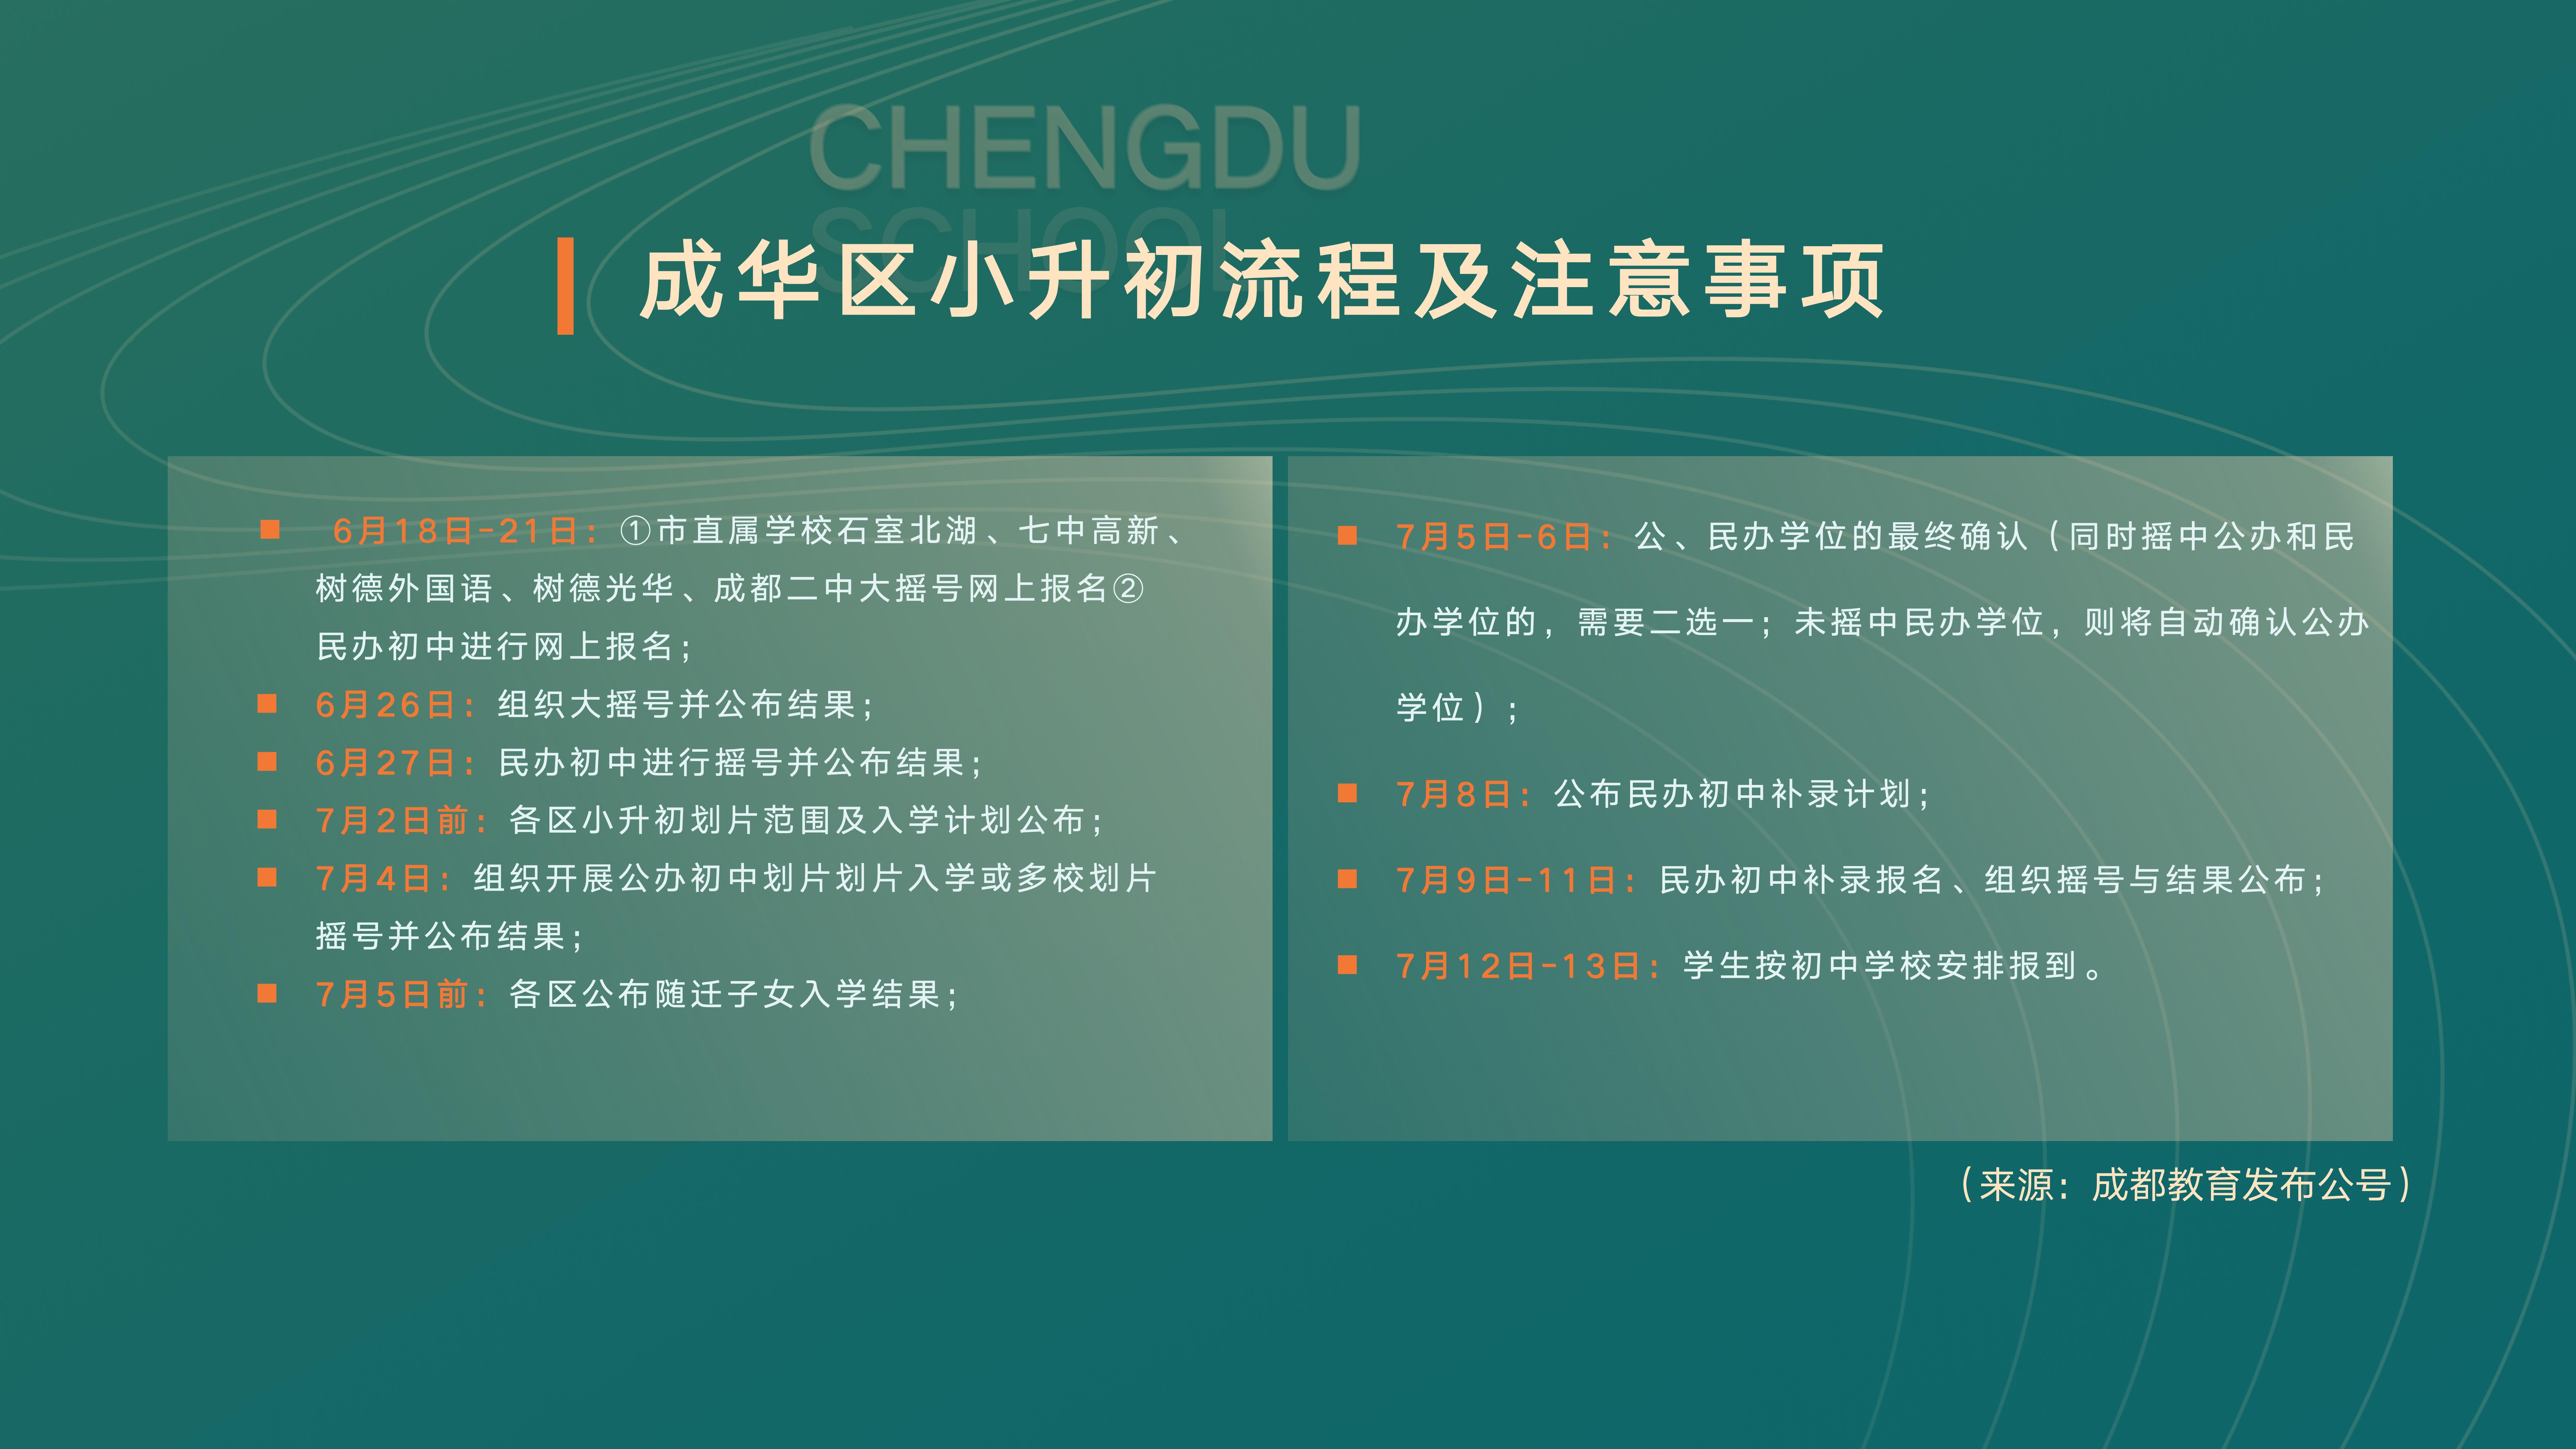 CHENGDU
SCHOOL
成华区小升初流程及注意事项
■ 6月18日-21日：①市直属学校石室北湖、七中高新、
树德外国语、树德光华、成都二中大摇号网上报名②
民办初中进行网上报名；
■ 6月26日：组织大摇号并公布结果；
■ 6月27日：民办初中进行摇号并公布结果；
■ 7月2日前：各区小升初划片范围及入学计划公布；
■ 7月4日：组织开展公办初中划片划片入学或多校划片
摇号并公布结果；
■ 7月5日前：各区公布随迁子女入学结果；
■ 7月5日-6日：公、民办学位的最终确认（同时摇中公办和民
办学位的，需要二选一；未摇中民办学位，则将自动确认公办
学位）；
■ 7月8日：公布民办初中补录计划；
■ 7月9日-11日：民办初中补录报名、组织摇号与结果公布；
■ 7月12日-13日：学生按初中学校安排报到。
（来源：成都教育发布公号）